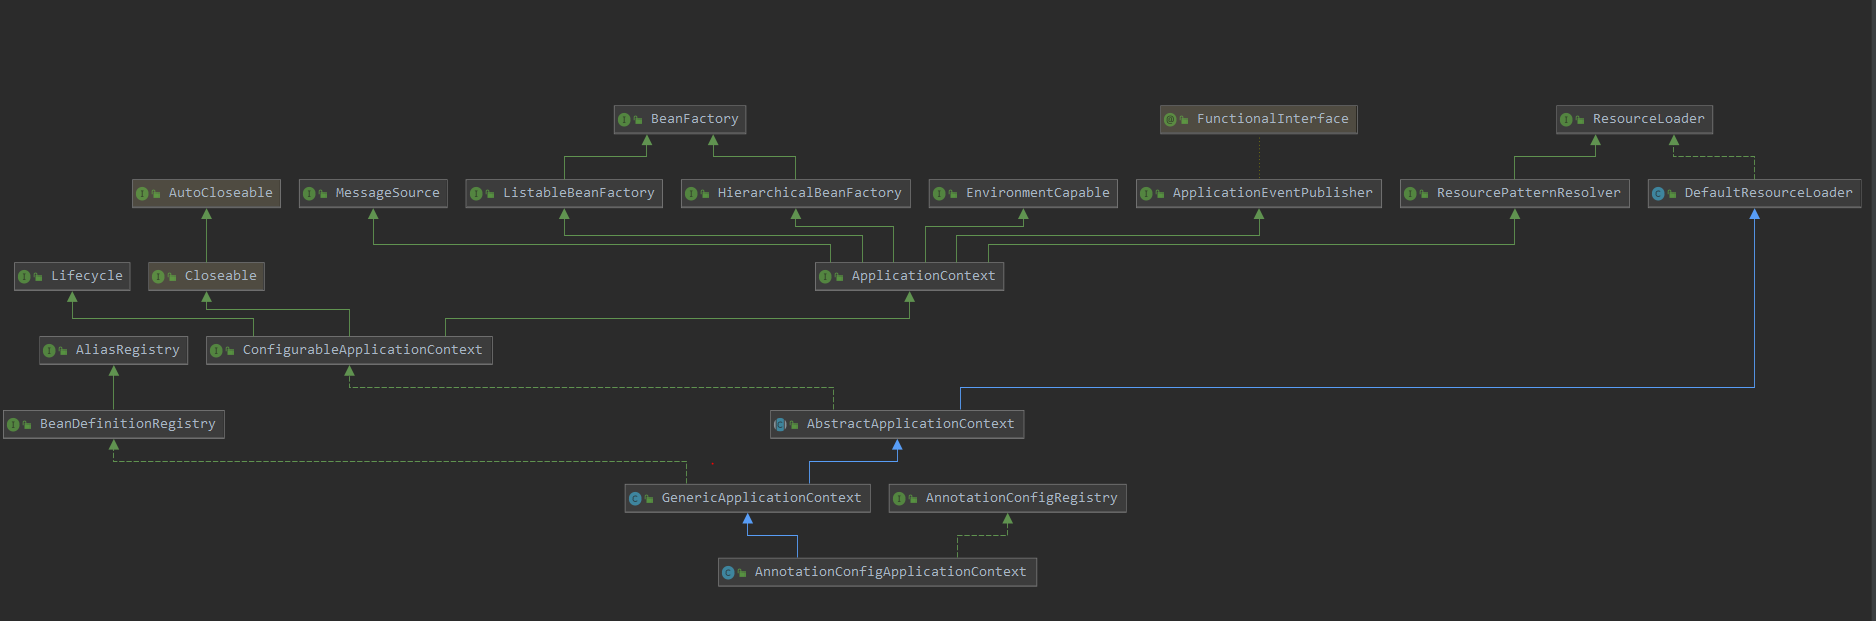 BeanFactory
FunctionalInterface
ResourceLoader
AutoCloseable
MessageSource
ListableBeanFactory
HierarchicalBeanFactory
EnvironmentCapable
ApplicationEventPublisher
ResourcePatternResolver
DefaultResourceLoader
Lifecycle
Closeable
ApplicationContext
AliasRegistry
ConfigurableApplicationContext
BeanDefinitionRegistry
AbstractApplicationContext
GenericApplicationContext
AnnotationConfigRegistry
AnnotationConfigApplicationContext